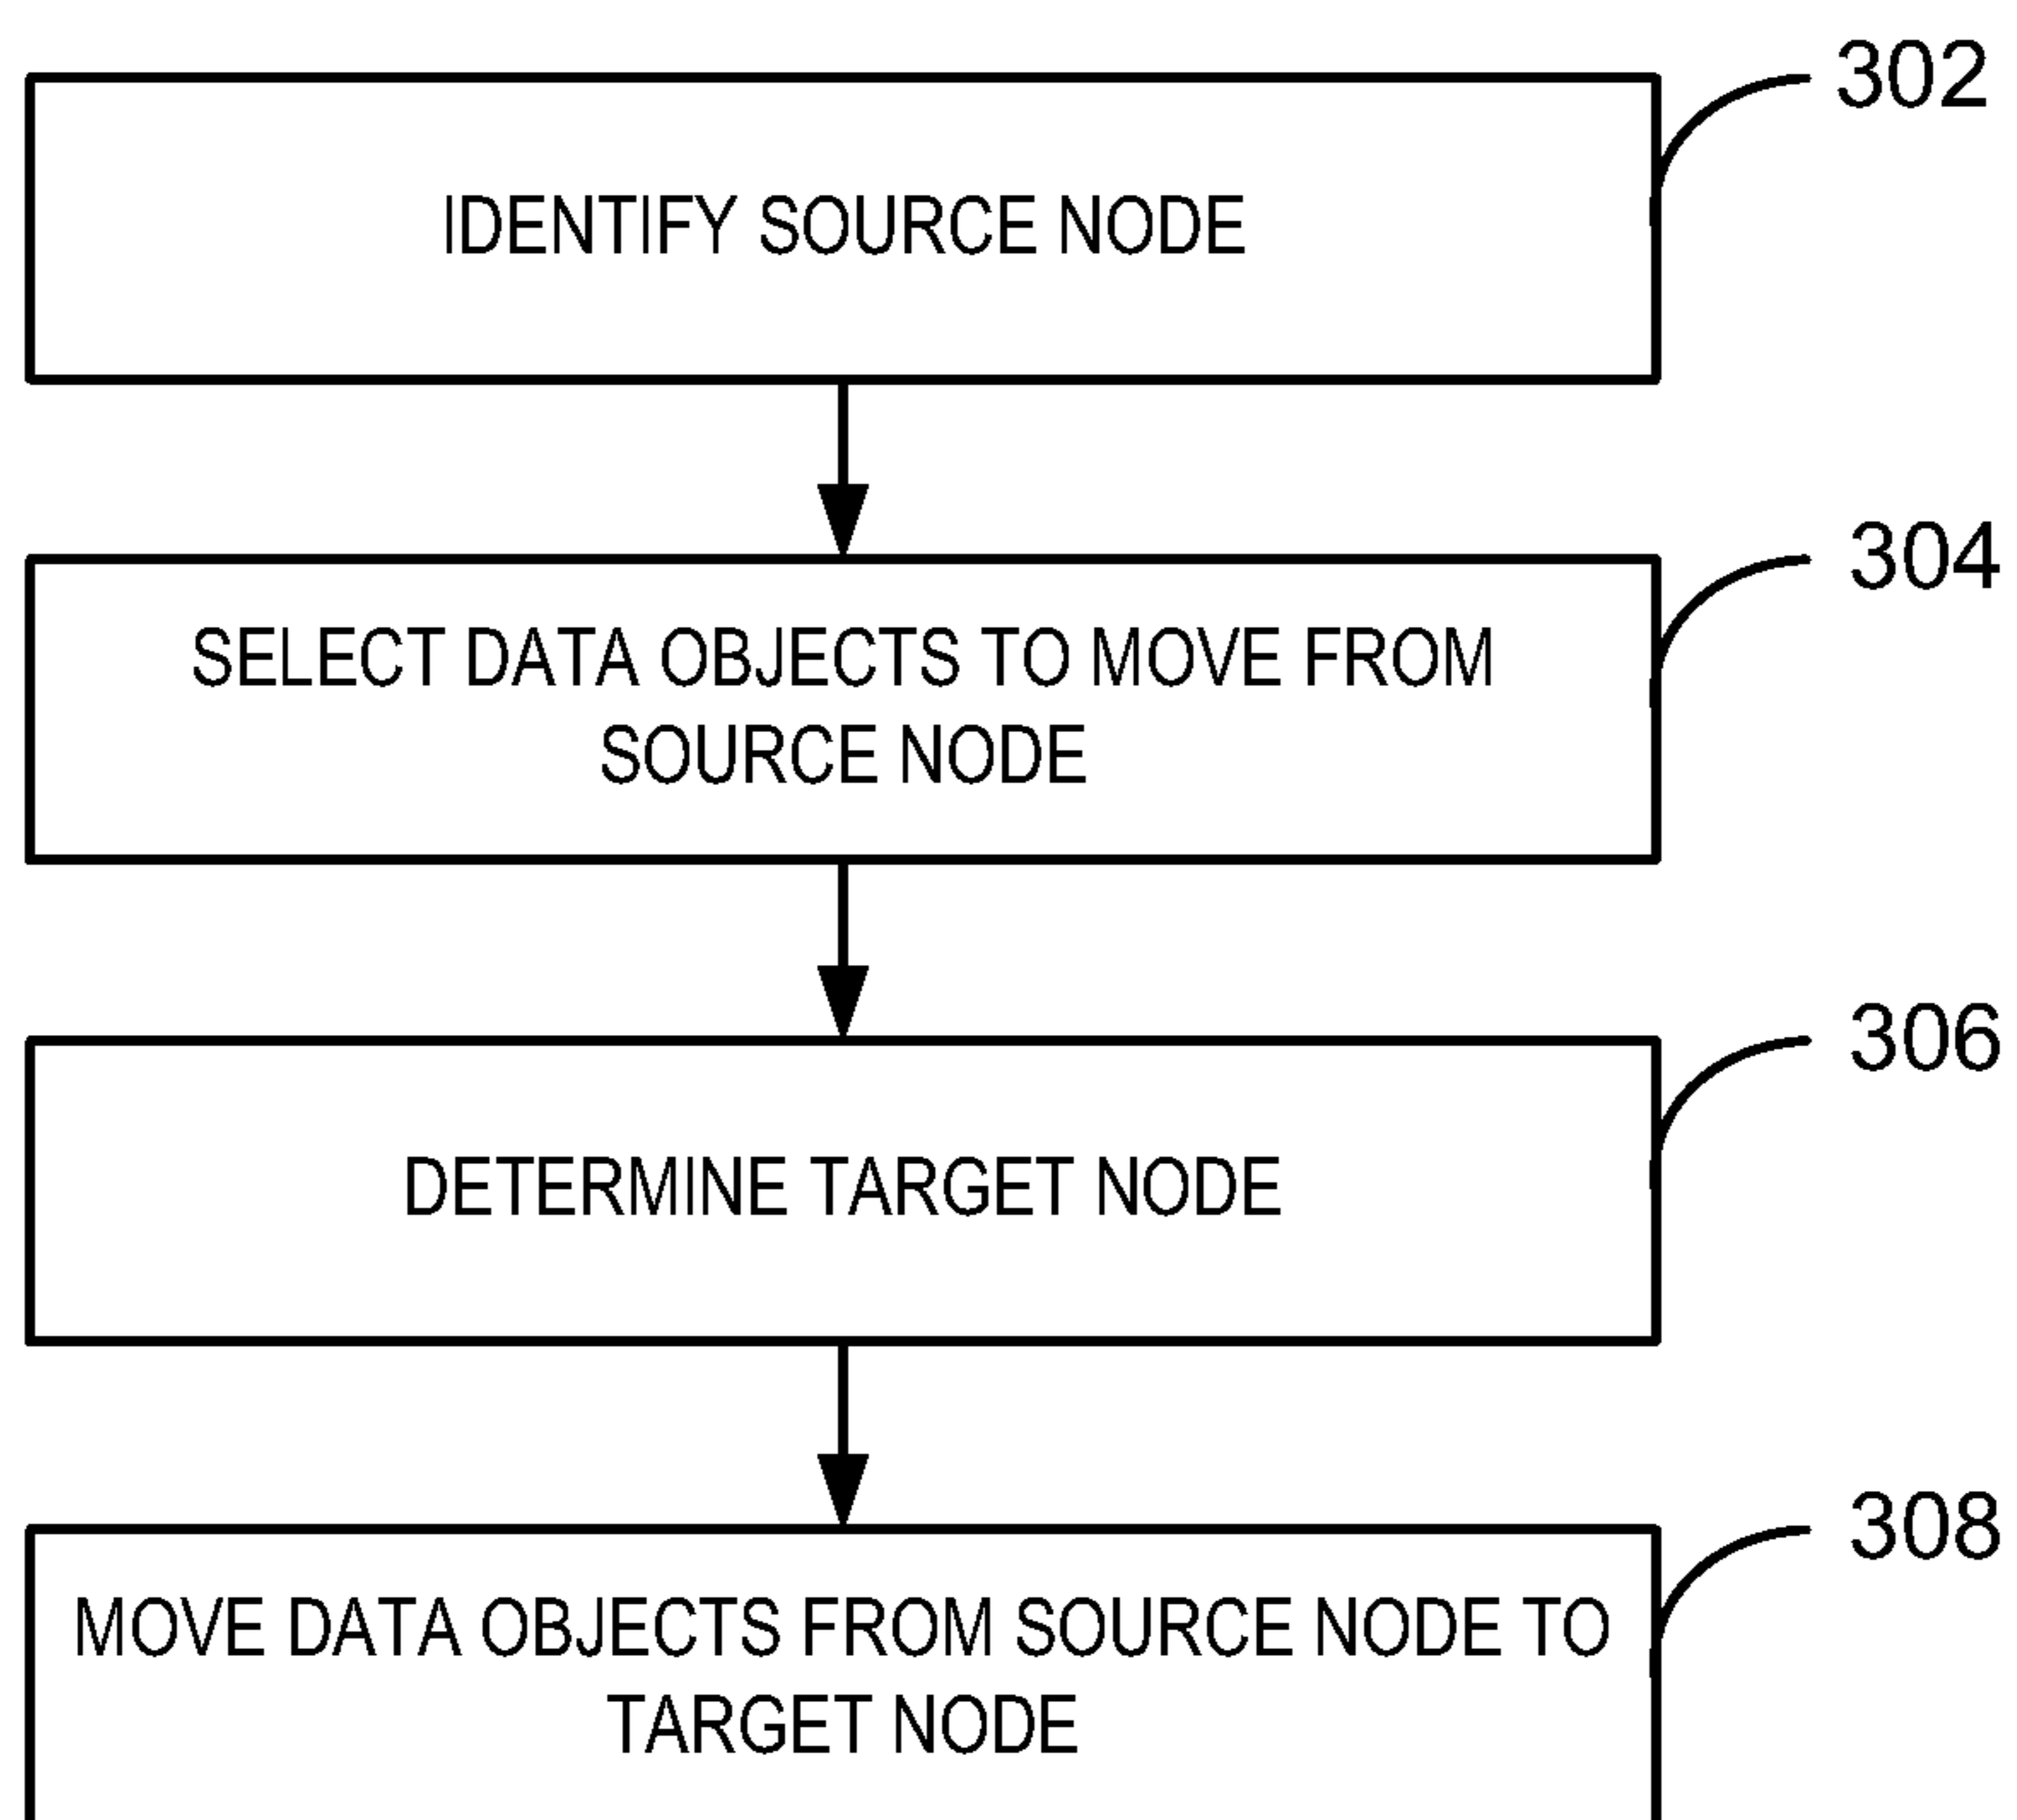 302
IDENTIFY SOURCE NODE
304
SELECT DATA OBJECTS TO MOVE FROM
SOURCE NODE
306
DETERMINE TARGET NODE
308
MOVE DATA OBJECTS FROM SOURCE NODE TO
TARGET NODE